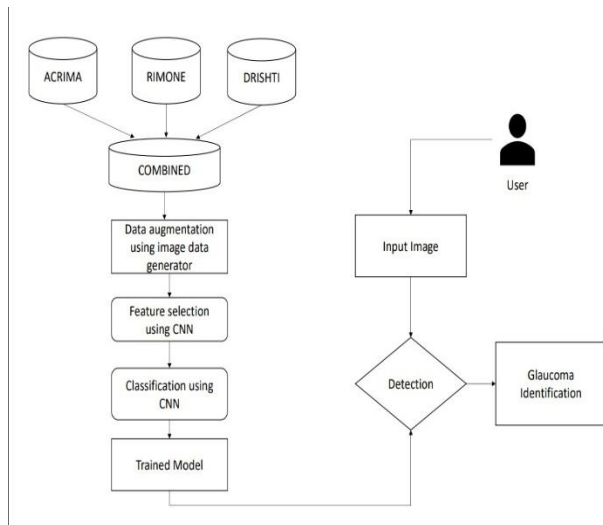 ACRIMA
RIMONE
DRISHTI
COMBINED
Data augmentation
using image data
generator
Feature selection
using CNN
Classification using
CNN
Trained Model
User
Input Image
Detection
Glaucoma
Identification